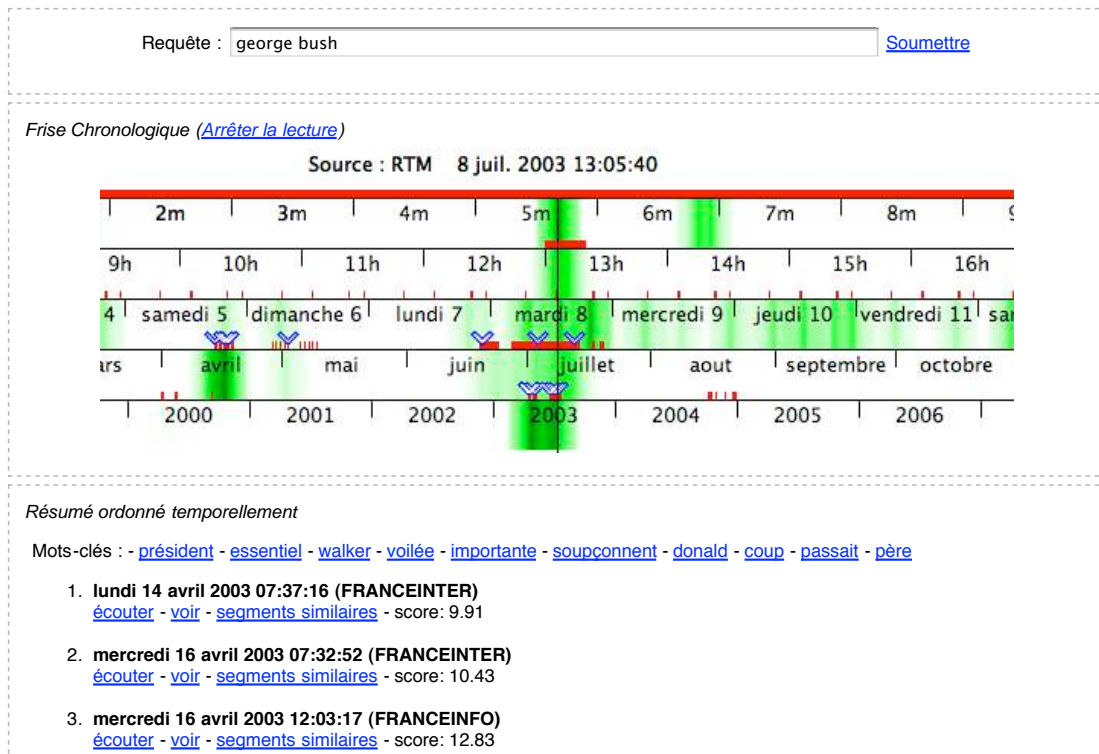 Requête : george bush Soumettre
Frise Chronologique (Arrêter la lecture)
Source : RTM 8 juil. 2003 13:05:40
2m 3m 4m 5m 6m 7m 8m
9h 10h 11h 12h 13h 14h 15h 16h
4 samedi 5 dimanche 6 lundi 7 mardi 8 mercredi 9 jeudi 10 vendredi 11 sar
ırs avril mai juin juillet aout septembre octobre
2000 2001 2002 2003 2004 2005 2006
Résumé ordonné temporellement
Mots-clés : - président - essentiel - walker - voilée - importante - soupçonnent - donald - coup - passait - père
1. lundi 14 avril 2003 07:37:16 (FRANCEINTER)
écouter - voir - segments similaires - score: 9.91
2. mercredi 16 avril 2003 07:32:52 (FRANCEINTER)
écouter - voir - segments similaires - score: 10.43
3. mercredi 16 avril 2003 12:03:17 (FRANCEINFO)
écouter - voir - segments similaires - score: 12.83